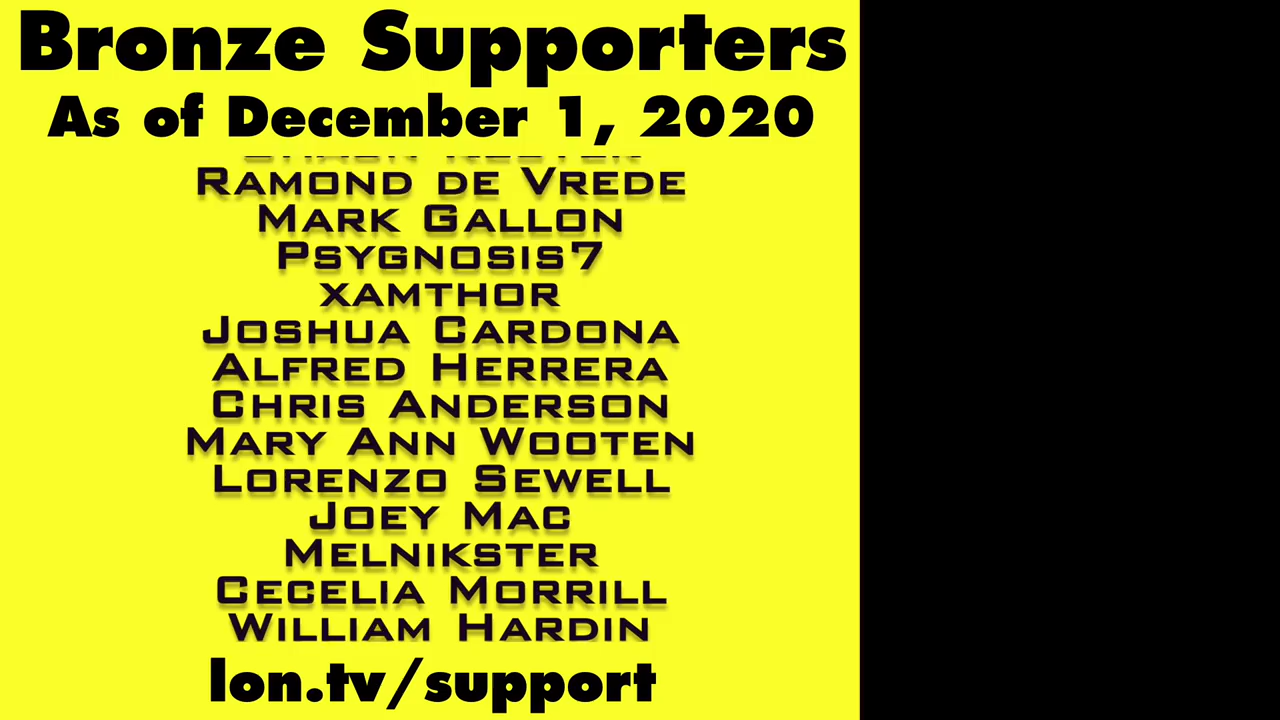 Bronze Supporters
As of December 1, 2020
Ramond de Vrede
Mark Gallon
Psygnosis7
xamthor
Joshua Cardona
Alfred Herrera
Chris Anderson
Mary Ann Wooten
Lorenzo Sewell
Joey Mac
Melnikster
Cecelia Morrill
William Hardin
lon.tv/support